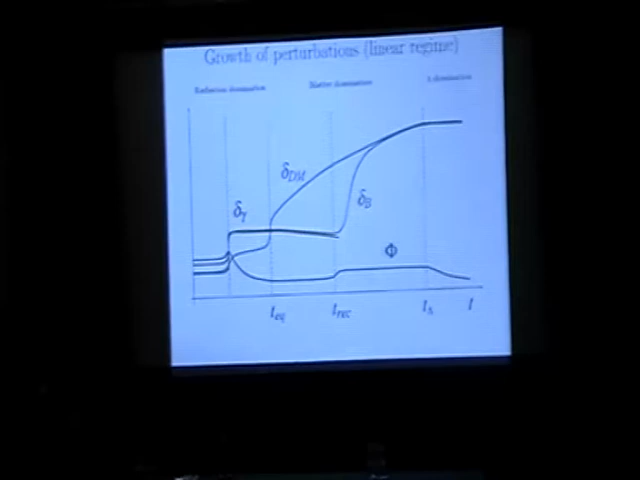 Growth of perturbations (linear regime)
Radiation domination
Matter domination
Λ domination
δ_DM
δ_γ
δ_B
Φ
t_eq
t_rec
t_Λ
t